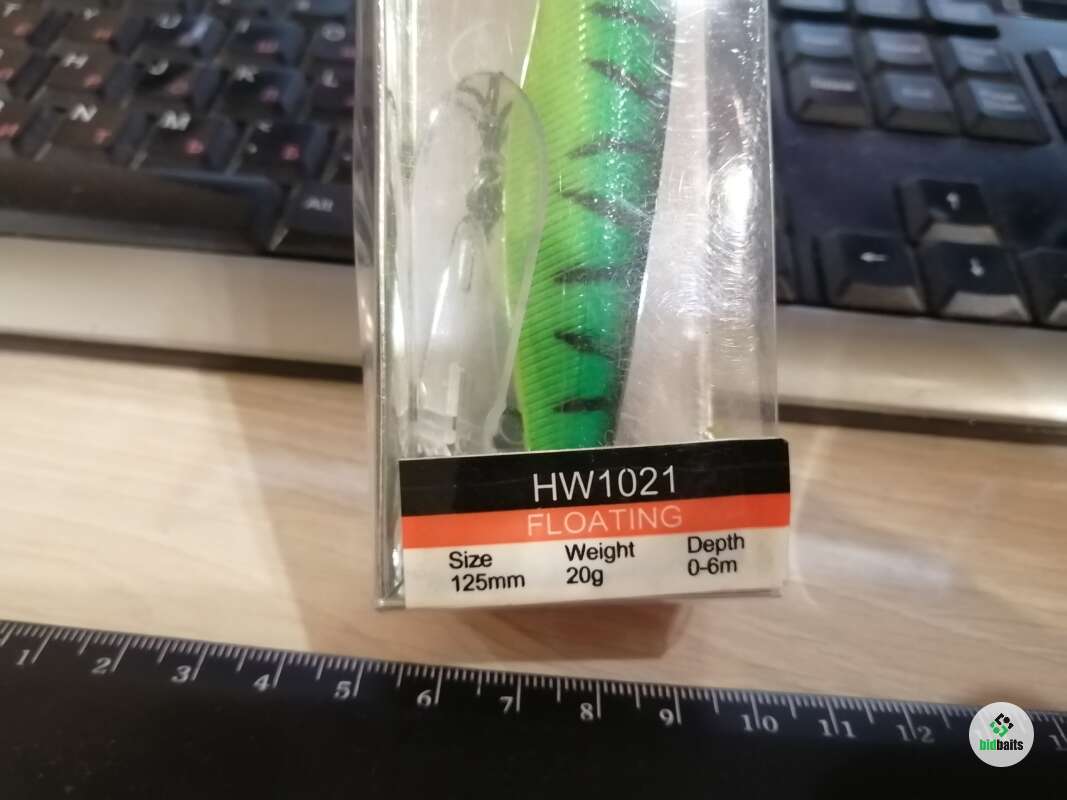 J
K
L
N
M
Alt
HW1021
FLOATING
Size Weight Depth
125mm 20g 0-6m
1 2 3 4 5 6 7 8 9 10 11 12
bidbaits